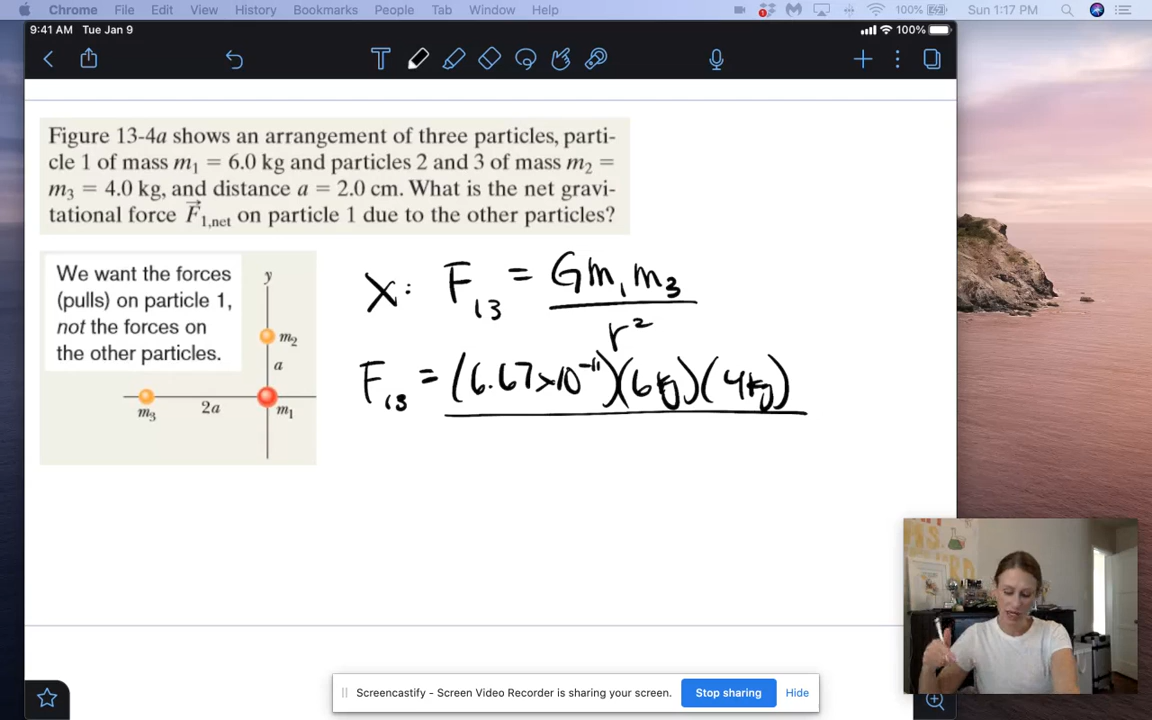 Chrome File Edit View History Bookmarks People Tab Window Help 100% Sun 1:17 PM
9:41 AM Tue Jan 9 100%
Figure 13-4a shows an arrangement of three particles, parti-
cle 1 of mass m₁ = 6.0 kg and particles 2 and 3 of mass m₂ =
m₃ = 4.0 kg, and distance a = 2.0 cm. What is the net gravi-
tational force F⃗₁,net on particle 1 due to the other particles?
We want the forces
(pulls) on particle 1,
not the forces on
the other particles.
y
m₂
a
m₃
2a
m₁
X: F₁₃ = Gm₁m₃
r²
F₁₃ = (6.67×10⁻¹¹)(6kg)(4kg)
Screencastify - Screen Video Recorder is sharing your screen. Stop sharing Hide